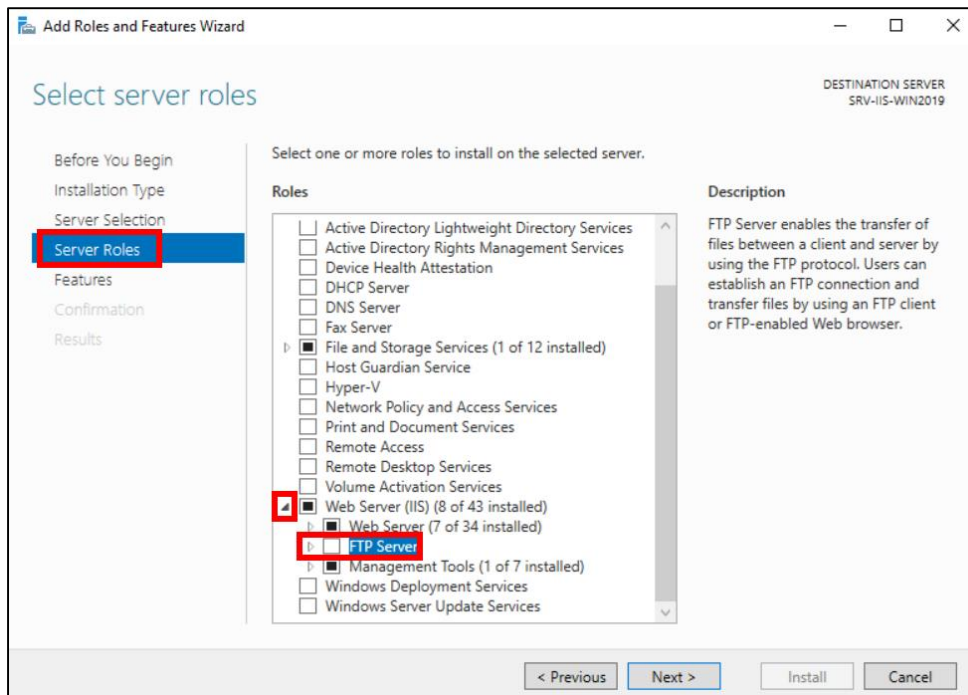 Add Roles and Features Wizard
Select server roles
DESTINATION SERVER
SRV-IIS-WIN2019
Before You Begin
Installation Type
Server Selection
Server Roles
Features
Confirmation
Results
Select one or more roles to install on the selected server.
Roles
Active Directory Lightweight Directory Services
Active Directory Rights Management Services
Device Health Attestation
DHCP Server
DNS Server
Fax Server
File and Storage Services (1 of 12 installed)
Host Guardian Service
Hyper-V
Network Policy and Access Services
Print and Document Services
Remote Access
Remote Desktop Services
Volume Activation Services
Web Server (IIS) (8 of 43 installed)
Web Server (7 of 34 installed)
FTP Server
Management Tools (1 of 7 installed)
Windows Deployment Services
Windows Server Update Services
Description
FTP Server enables the transfer of
files between a client and server by
using the FTP protocol. Users can
establish an FTP connection and
transfer files by using an FTP client
or FTP-enabled Web browser.
< Previous
Next >
Install
Cancel